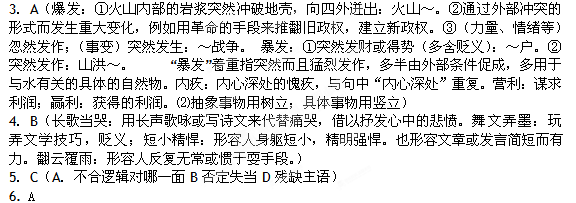 3. A（爆发：①火山内部的岩浆突然冲破地壳，向四外迸出：火山～。②通过外部冲突的
形式而发生重大变化，例如用革命的手段来推翻旧政权，建立新政权。③（力量、情绪等）
忽然发作；（事变）突然发生：～战争。 暴发：①突然发财或得势（多含贬义）：～户。②
突然发作：山洪～。 “暴发”着重指突然而且猛烈发作，多半由外部条件促成，多用于
与水有关的具体的自然物。内疚：内心深处的愧疚，与句中“内心深处”重复。营利：谋求
利润；赢利：获得的利润。⑵抽象事物用树立；具体事物用竖立）
4. B（长歌当哭：用长声歌咏或写诗文来代替痛哭，借以抒发心中的悲愤。舞文弄墨：玩
弄文学技巧，贬义；短小精悍：形容人身躯短小，精明强悍。也形容文章或发言简短而有
力。翻云覆雨：形容人反复无常或惯于耍手段。）
5. C（A. 不合逻辑对哪一面 B 否定失当 D 残缺主语）
6. A